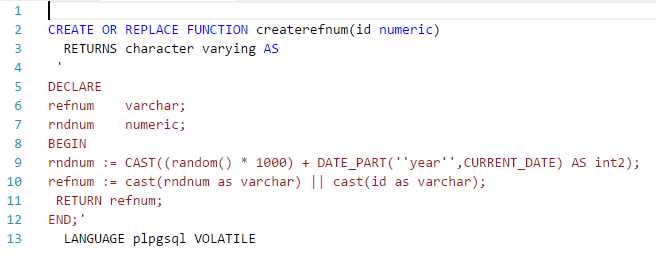 1
2 CREATE OR REPLACE FUNCTION createrefnum(id numeric)
3   RETURNS character varying AS
4  '
5 DECLARE
6 refnum    varchar;
7 rndnum    numeric;
8 BEGIN
9 rndnum := CAST((random() * 1000) + DATE_PART(''year'',CURRENT_DATE) AS int2);
10 refnum := cast(rndnum as varchar) || cast(id as varchar);
11  RETURN refnum;
12 END;'
13   LANGUAGE plpgsql VOLATILE